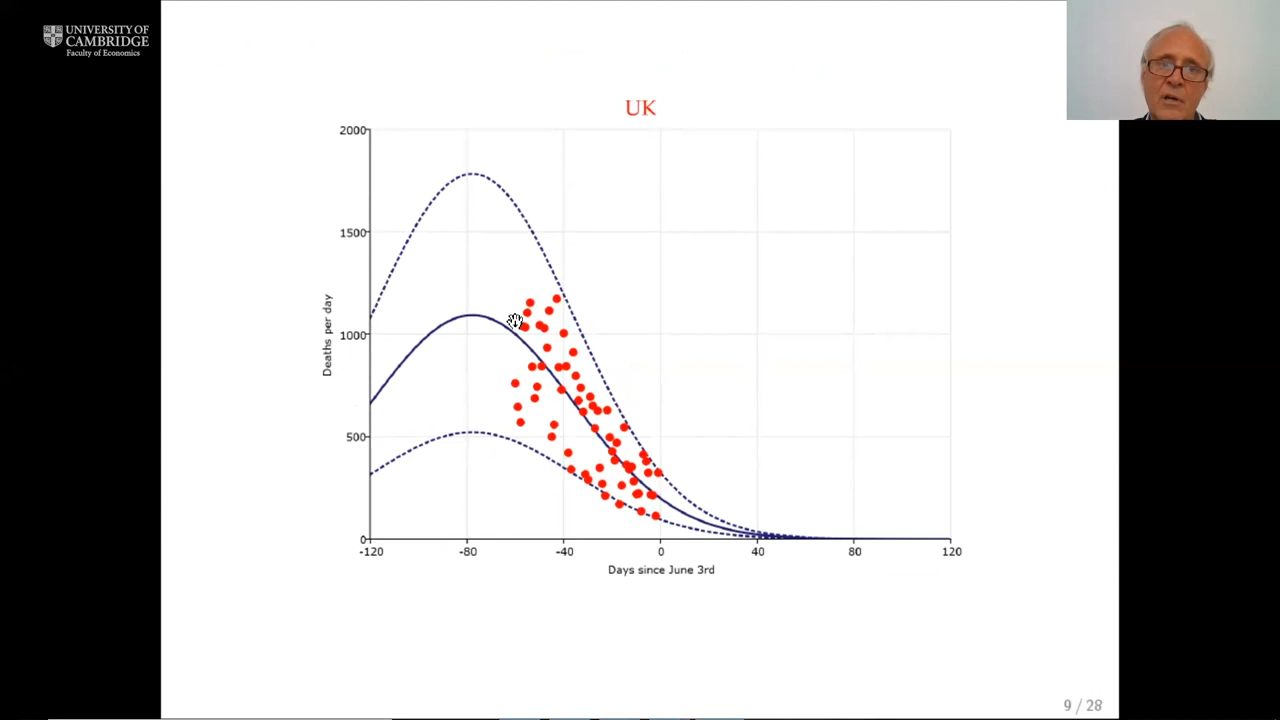 UNIVERSITY OF
CAMBRIDGE
Faculty of Economics
UK
2000
1500
1000
500
0
Deaths per day
-120
-80
-40
0
40
80
120
Days since June 3rd
9 / 28